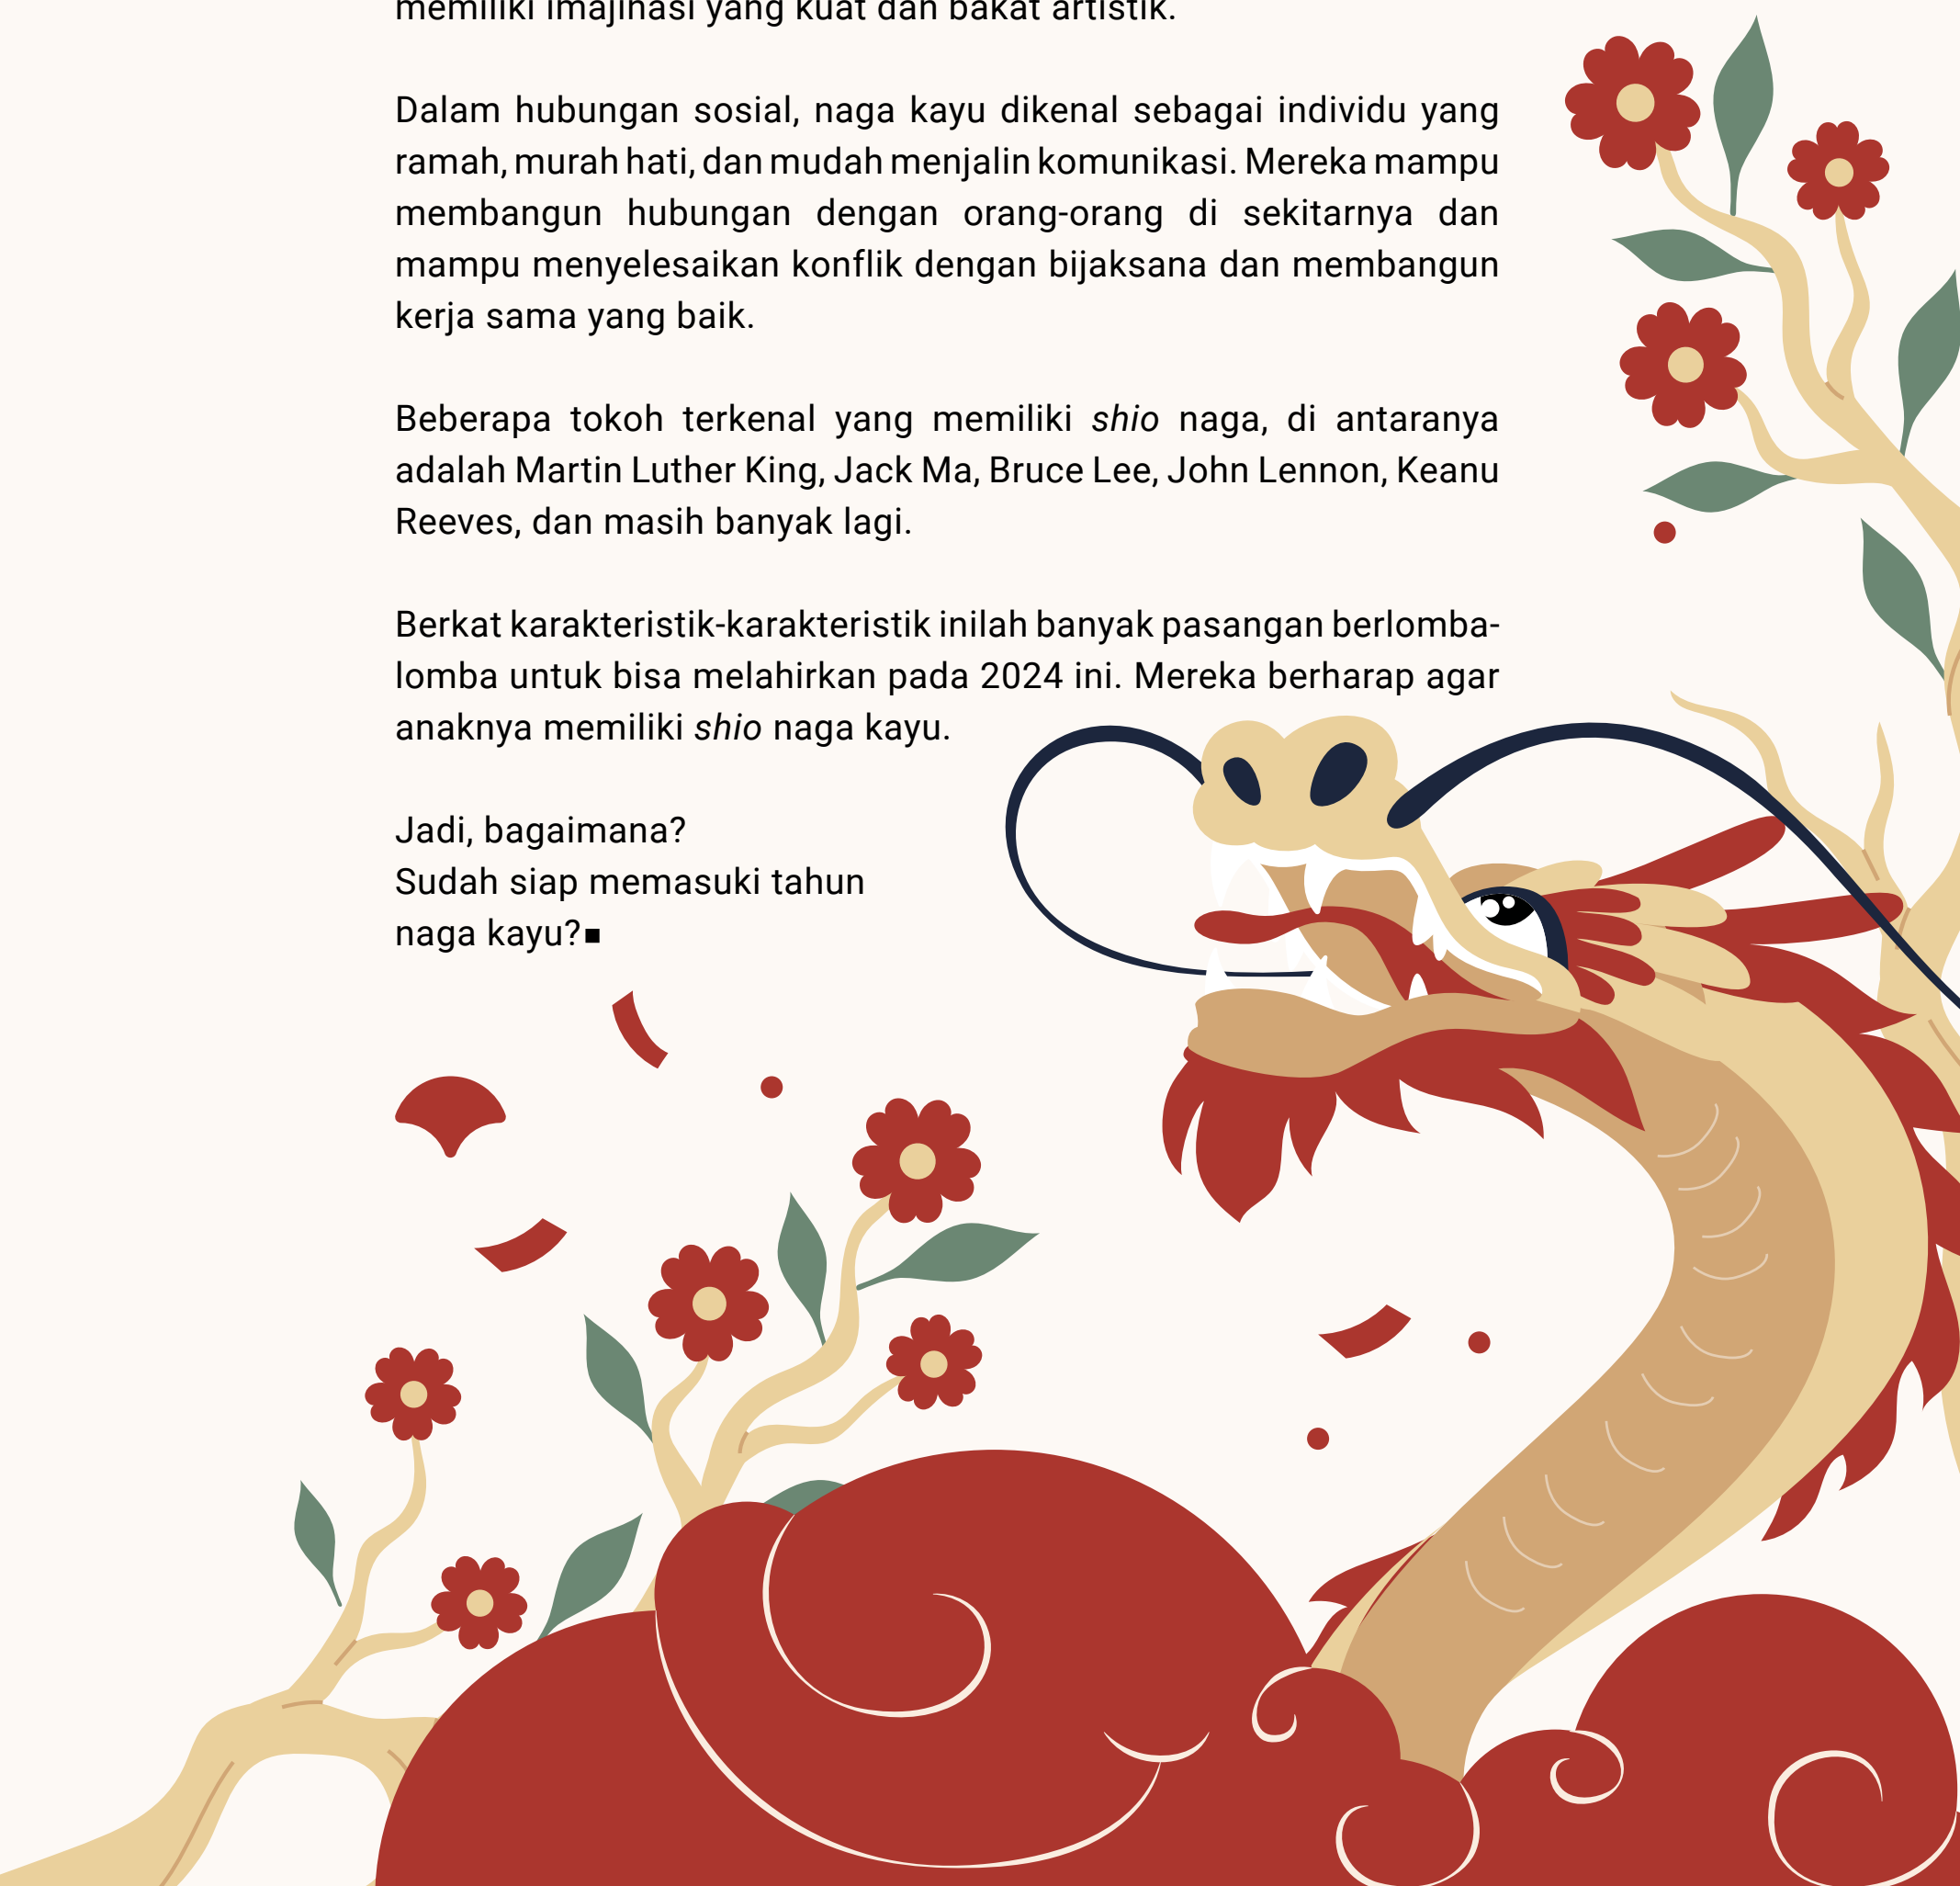 memiliki imajinasi yang kuat dan bakat artistik.
Dalam hubungan sosial, naga kayu dikenal sebagai individu yang
ramah, murah hati, dan mudah menjalin komunikasi. Mereka mampu
membangun hubungan dengan orang-orang di sekitarnya dan
mampu menyelesaikan konflik dengan bijaksana dan membangun
kerja sama yang baik.
Beberapa tokoh terkenal yang memiliki shio naga, di antaranya
adalah Martin Luther King, Jack Ma, Bruce Lee, John Lennon, Keanu
Reeves, dan masih banyak lagi.
Berkat karakteristik-karakteristik inilah banyak pasangan berlomba-
lomba untuk bisa melahirkan pada 2024 ini. Mereka berharap agar
anaknya memiliki shio naga kayu.
Jadi, bagaimana?
Sudah siap memasuki tahun
naga kayu?■